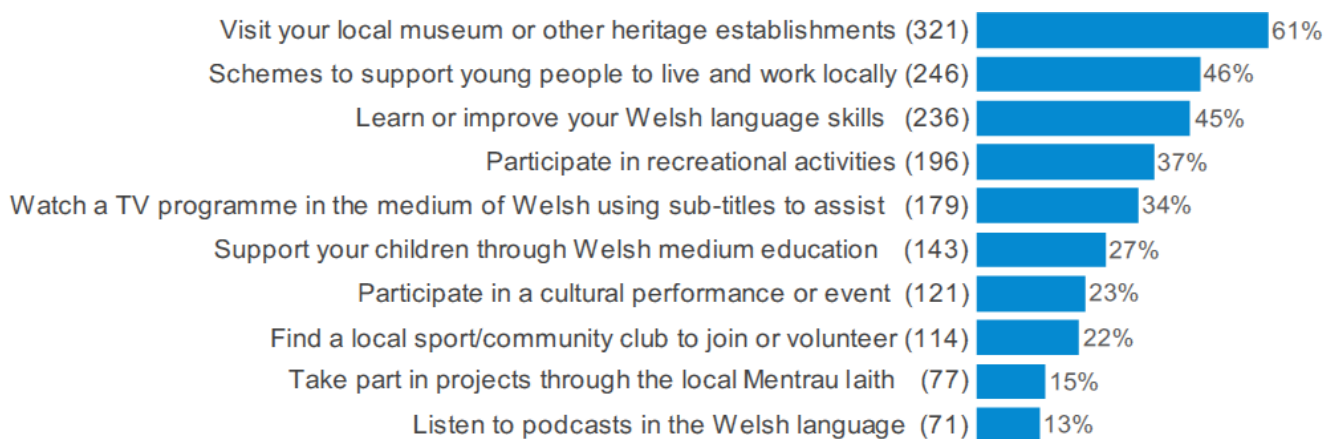 Visit your local museum or other heritage establishments (321) 61%
Schemes to support young people to live and work locally (246) 46%
Learn or improve your Welsh language skills (236) 45%
Participate in recreational activities (196) 37%
Watch a TV programme in the medium of Welsh using sub-titles to assist (179) 34%
Support your children through Welsh medium education (143) 27%
Participate in a cultural performance or event (121) 23%
Find a local sport/community club to join or volunteer (114) 22%
Take part in projects through the local Mentrau Iaith (77) 15%
Listen to podcasts in the Welsh language (71) 13%